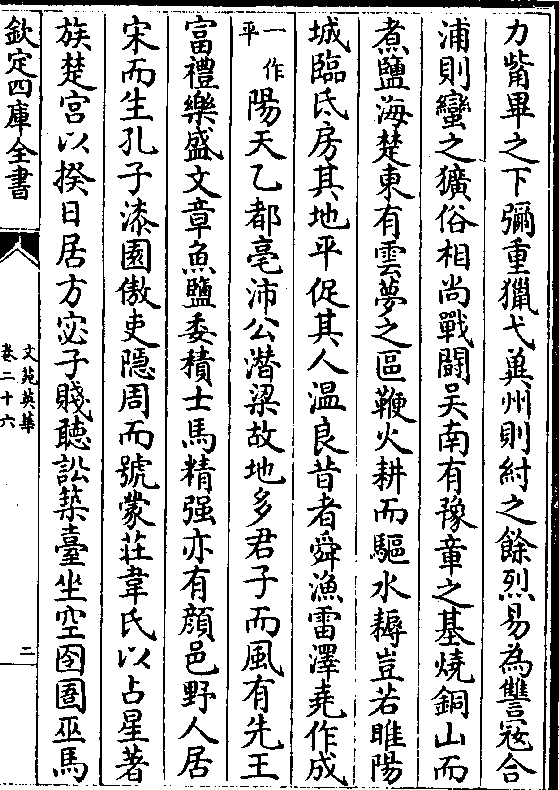 力觜畢之下彌重獵弋兾州則紂之餘烈易為讐寇合
浦則蠻之獷俗相尚戰鬬吴南有豫章之基燒銅山而
煮鹽海楚東有雲夢之區鞭火耕而驅水耨豈若睢陽
城臨氐房其地平促其人温良昔者舜漁雷澤堯作成
一作平
陽天乙都亳沛公濳梁故地多君子而風有先王
富禮樂盛文章魚鹽委積士馬精强亦有顔邑野人居
宋而生孔子漆園傲吏隠周而號蒙莊韋氏以占星著
族楚宮以揆日居方宓子賤聴訟築臺坐空囹圄巫馬
欽定四庫全書
文苑英華
卷二十六
二